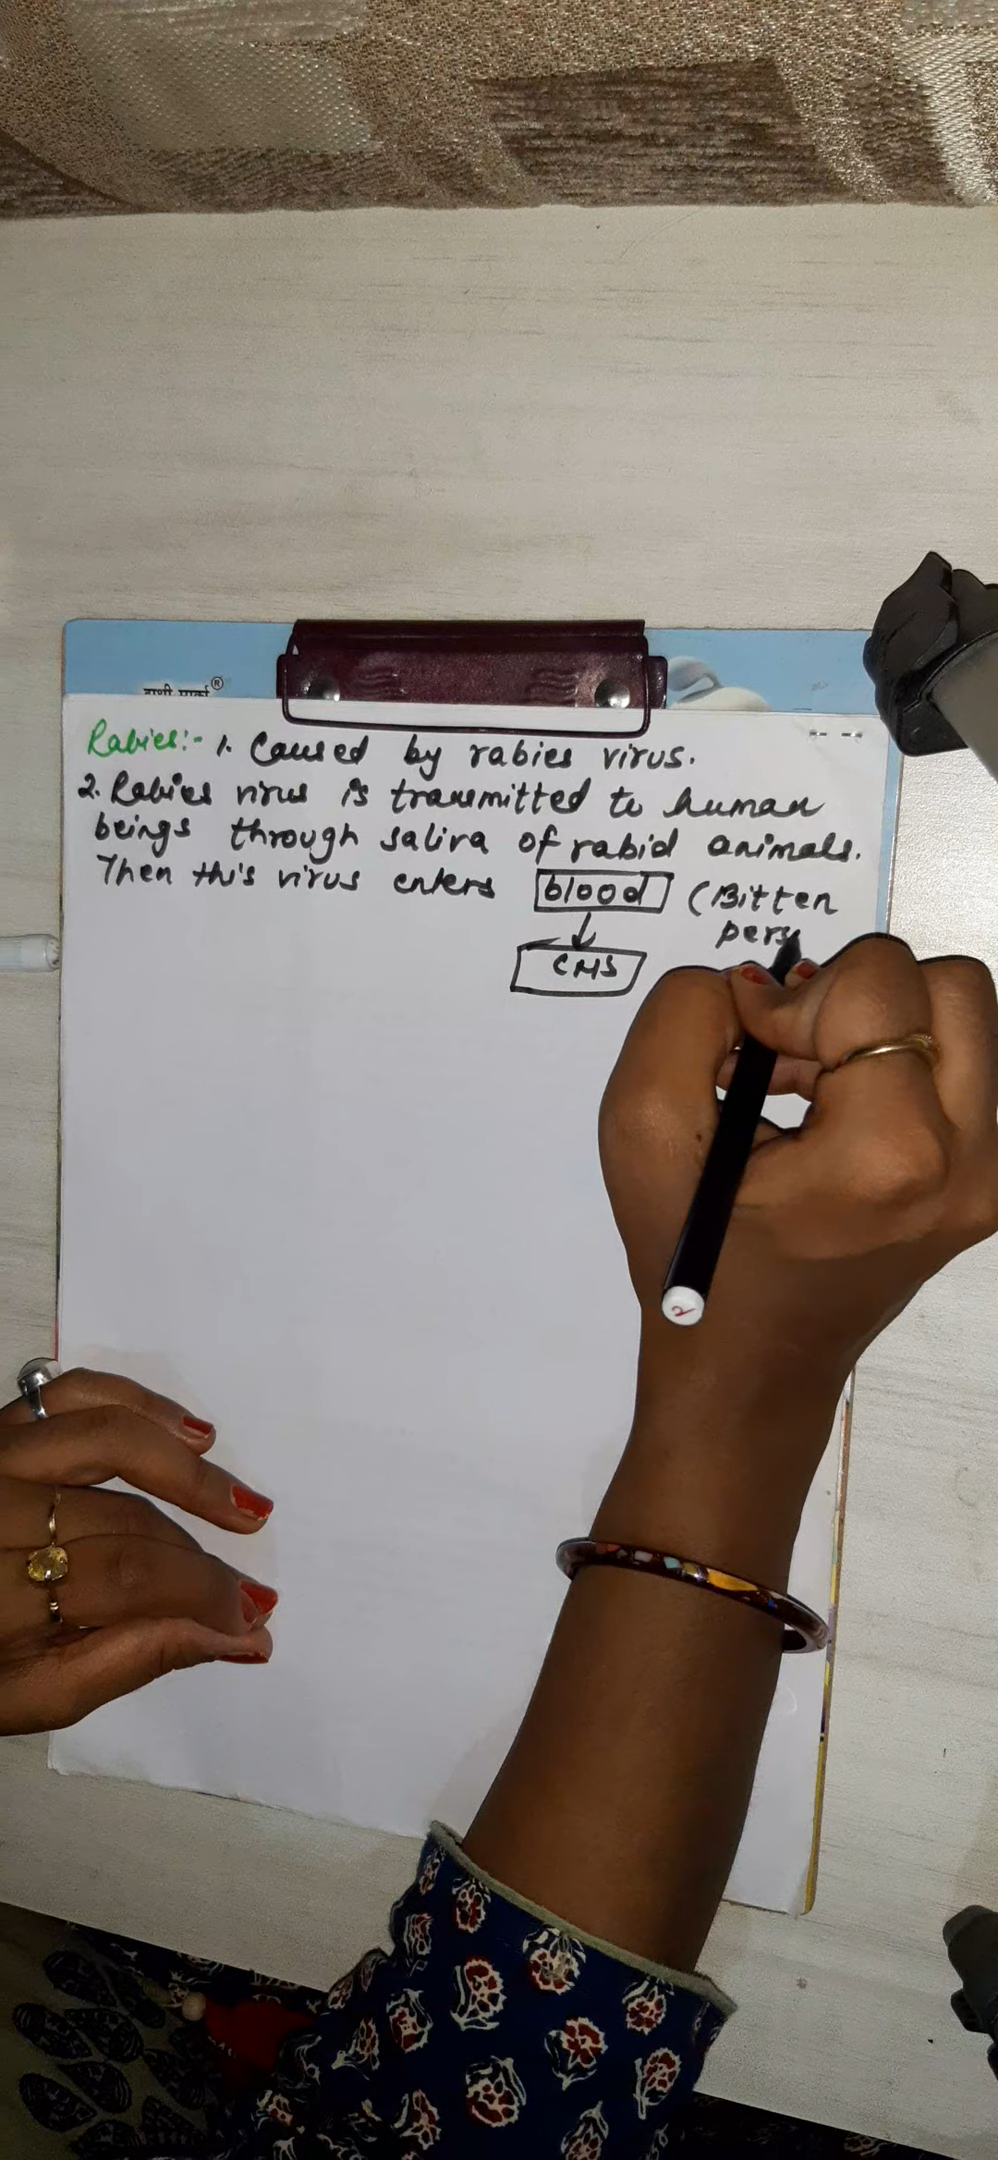 Rabies:- 1. Caused by rabies virus.
2. Rabies virus is transmitted to human
beings through saliva of rabid animals.
Then this virus enters blood (Bitten
pers
CNS